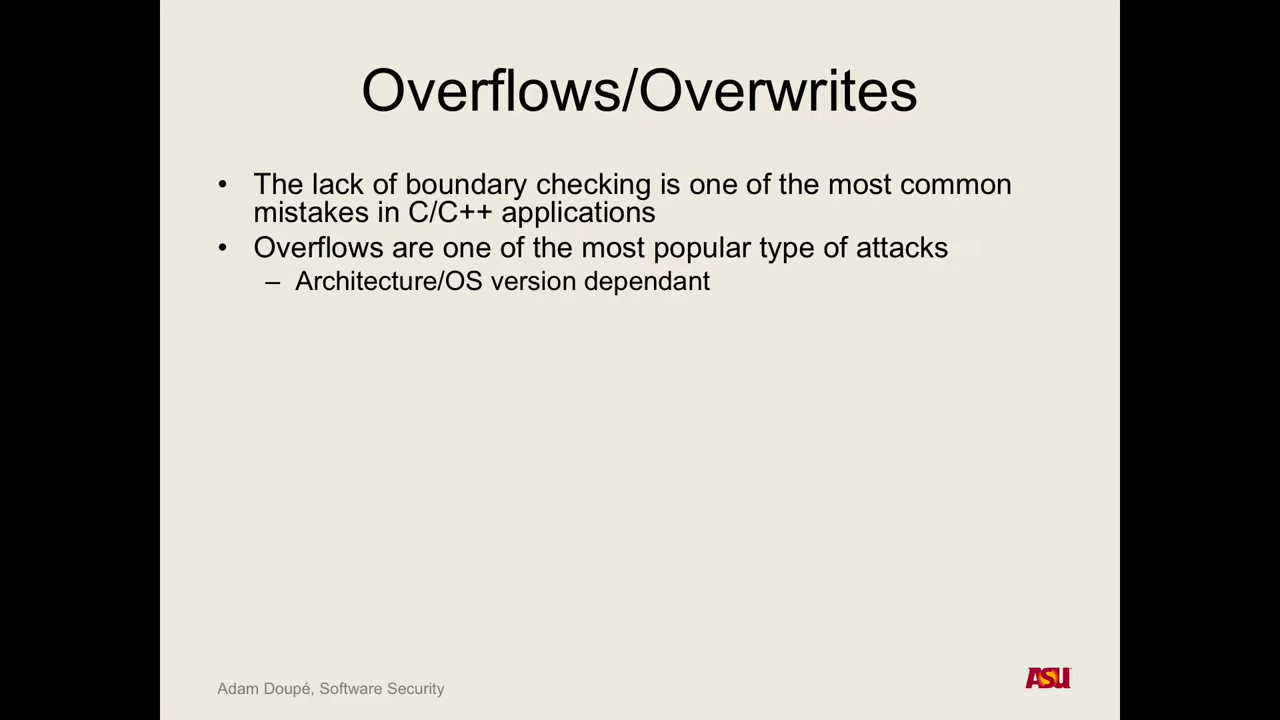 Overflows/Overwrites
• The lack of boundary checking is one of the most common
mistakes in C/C++ applications
• Overflows are one of the most popular type of attacks
– Architecture/OS version dependant
Adam Doupé, Software Security
ASU